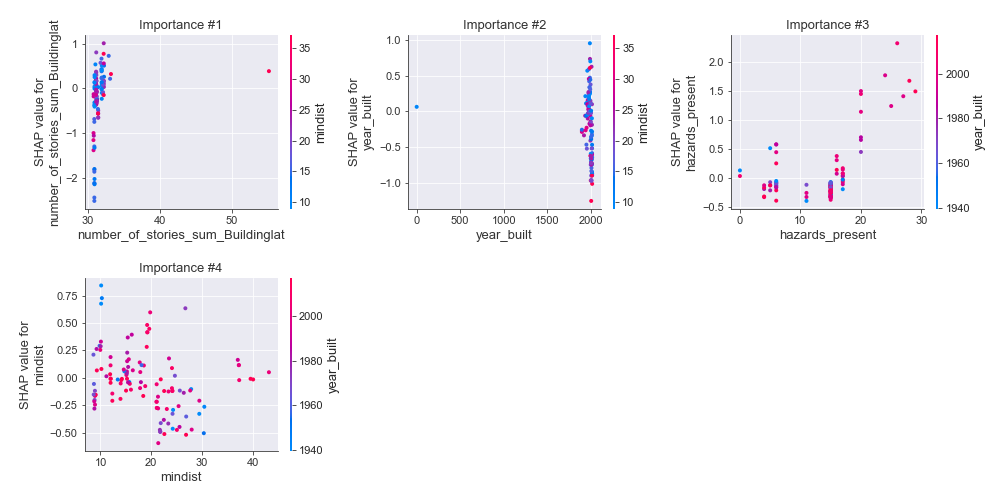 Importance #1
SHAP value for
number_of_stories_sum_Buildinglat
1
0
−1
−2
30
40
50
number_of_stories_sum_Buildinglat
35
30
25
20
15
10
mindist
Importance #2
SHAP value for
year_built
1.0
0.5
0.0
−0.5
−1.0
0
500
1000
1500
2000
year_built
35
30
25
20
15
10
mindist
Importance #3
SHAP value for
hazards_present
2.0
1.5
1.0
0.5
0.0
−0.5
0
10
20
30
hazards_present
2000
1980
1960
1940
year_built
Importance #4
SHAP value for
mindist
0.75
0.50
0.25
0.00
−0.25
−0.50
10
20
30
40
mindist
2000
1980
1960
1940
year_built